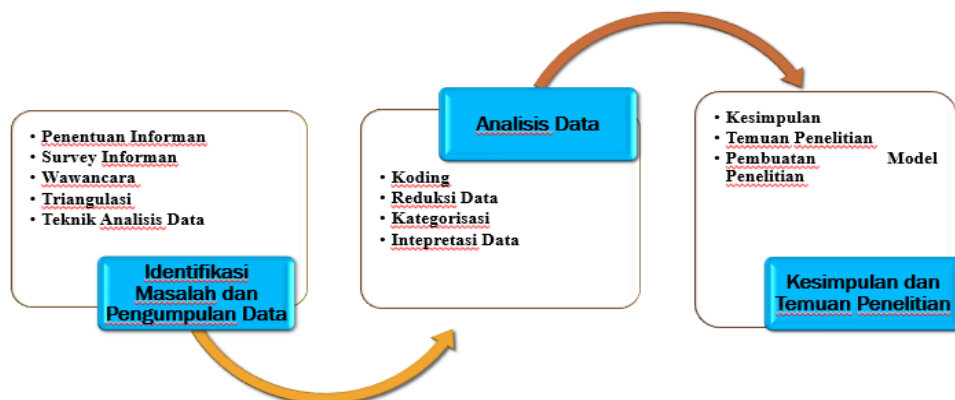 • Penentuan Informan
• Survey Informan
• Wawancara
• Triangulasi
• Teknik Analisis Data
Identifikasi
Masalah dan
Pengumpulan Data
Analisis Data
• Koding
• Reduksi Data
• Kategorisasi
• Intepretasi Data
• Kesimpulan
• Temuan Penelitian
• Pembuatan Model
Penelitian
Kesimpulan dan
Temuan Penelitian